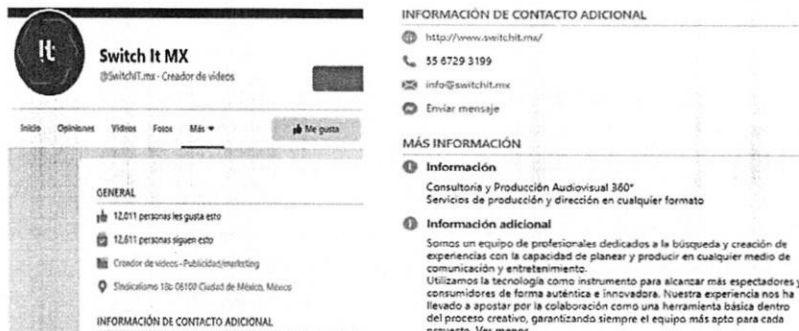 !t
Switch It MX
@SwitchIT.mx - Creador de videos
Inicio Opiniones Videos Fotos Más Me gusta
GENERAL
12,011 personas les gusta esto
12,611 personas siguen esto
Creador de videos - Publicidad/marketing
Sindicalismo 18c 06100 Ciudad de México, México
INFORMACIÓN DE CONTACTO ADICIONAL
INFORMACIÓN DE CONTACTO ADICIONAL
http://www.switchit.mx/
55 6729 3199
info@switchit.mx
Enviar mensaje
MÁS INFORMACIÓN
Información
Consultoría y Producción Audiovisual 360°
Servicios de producción y dirección en cualquier formato
Información adicional
Somos un equipo de profesionales dedicados a la búsqueda y creación de
experiencias con la capacidad de planear y producir en cualquier medio de
comunicación y entretenimiento.
Utilizamos la tecnología como instrumento para alcanzar más espectadores y
consumidores de forma auténtica e innovadora. Nuestra experiencia nos ha
llevado a apostar por la colaboración como una herramienta básica dentro
del proceso creativo, garantizando siempre el equipo más apto para cada
proyecto. Ver menos